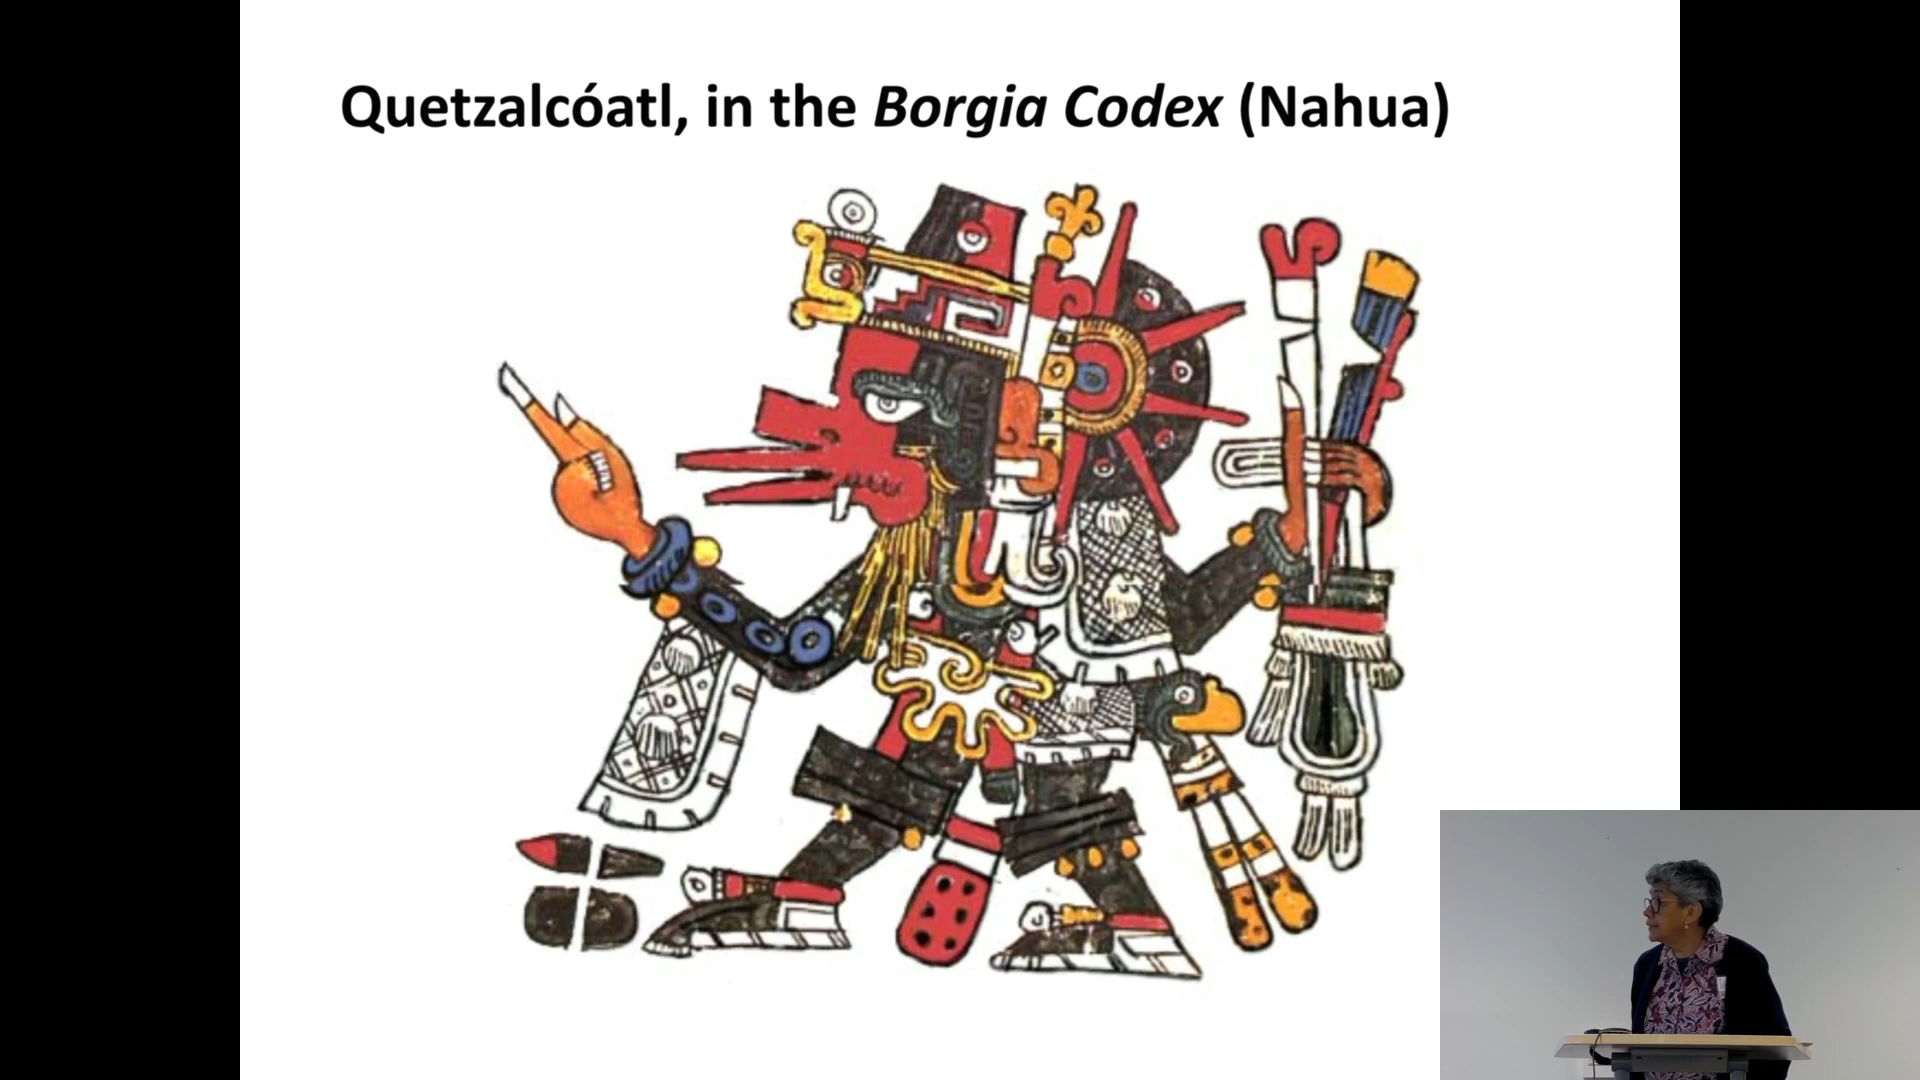 Quetzalcóatl, in the Borgia Codex (Nahua)